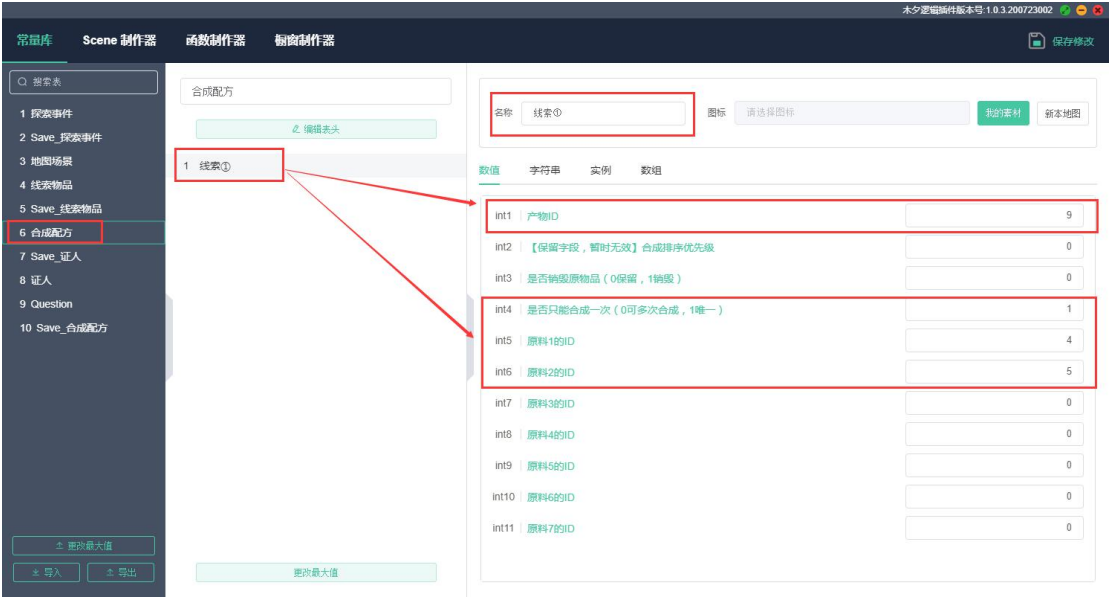 木夕逻辑插件版本号:1.0.3.200723002
常量库 Scene 制作器 函数制作器 橱窗制作器 保存修改
搜索表
1 探索事件
2 Save_探索事件
3 地图场景
4 线索物品
5 Save_线索物品
6 合成配方
7 Save_证人
8 证人
9 Question
10 Save_合成配方
更改最大值
导入 导出
合成配方
编辑表头
1 线索①
更改最大值
名称 线索① 图标 请选择图标 我的素材 新本地图
数值 字符串 实例 数组
int1 产物ID 9
int2 【保留字段，暂时无效】合成排序优先级 0
int3 是否销毁原物品（0保留，1销毁） 0
int4 是否只能合成一次（0可多次合成，1唯一） 1
int5 原料1的ID 4
int6 原料2的ID 5
int7 原料3的ID 0
int8 原料4的ID 0
int9 原料5的ID 0
int10 原料6的ID 0
int11 原料7的ID 0